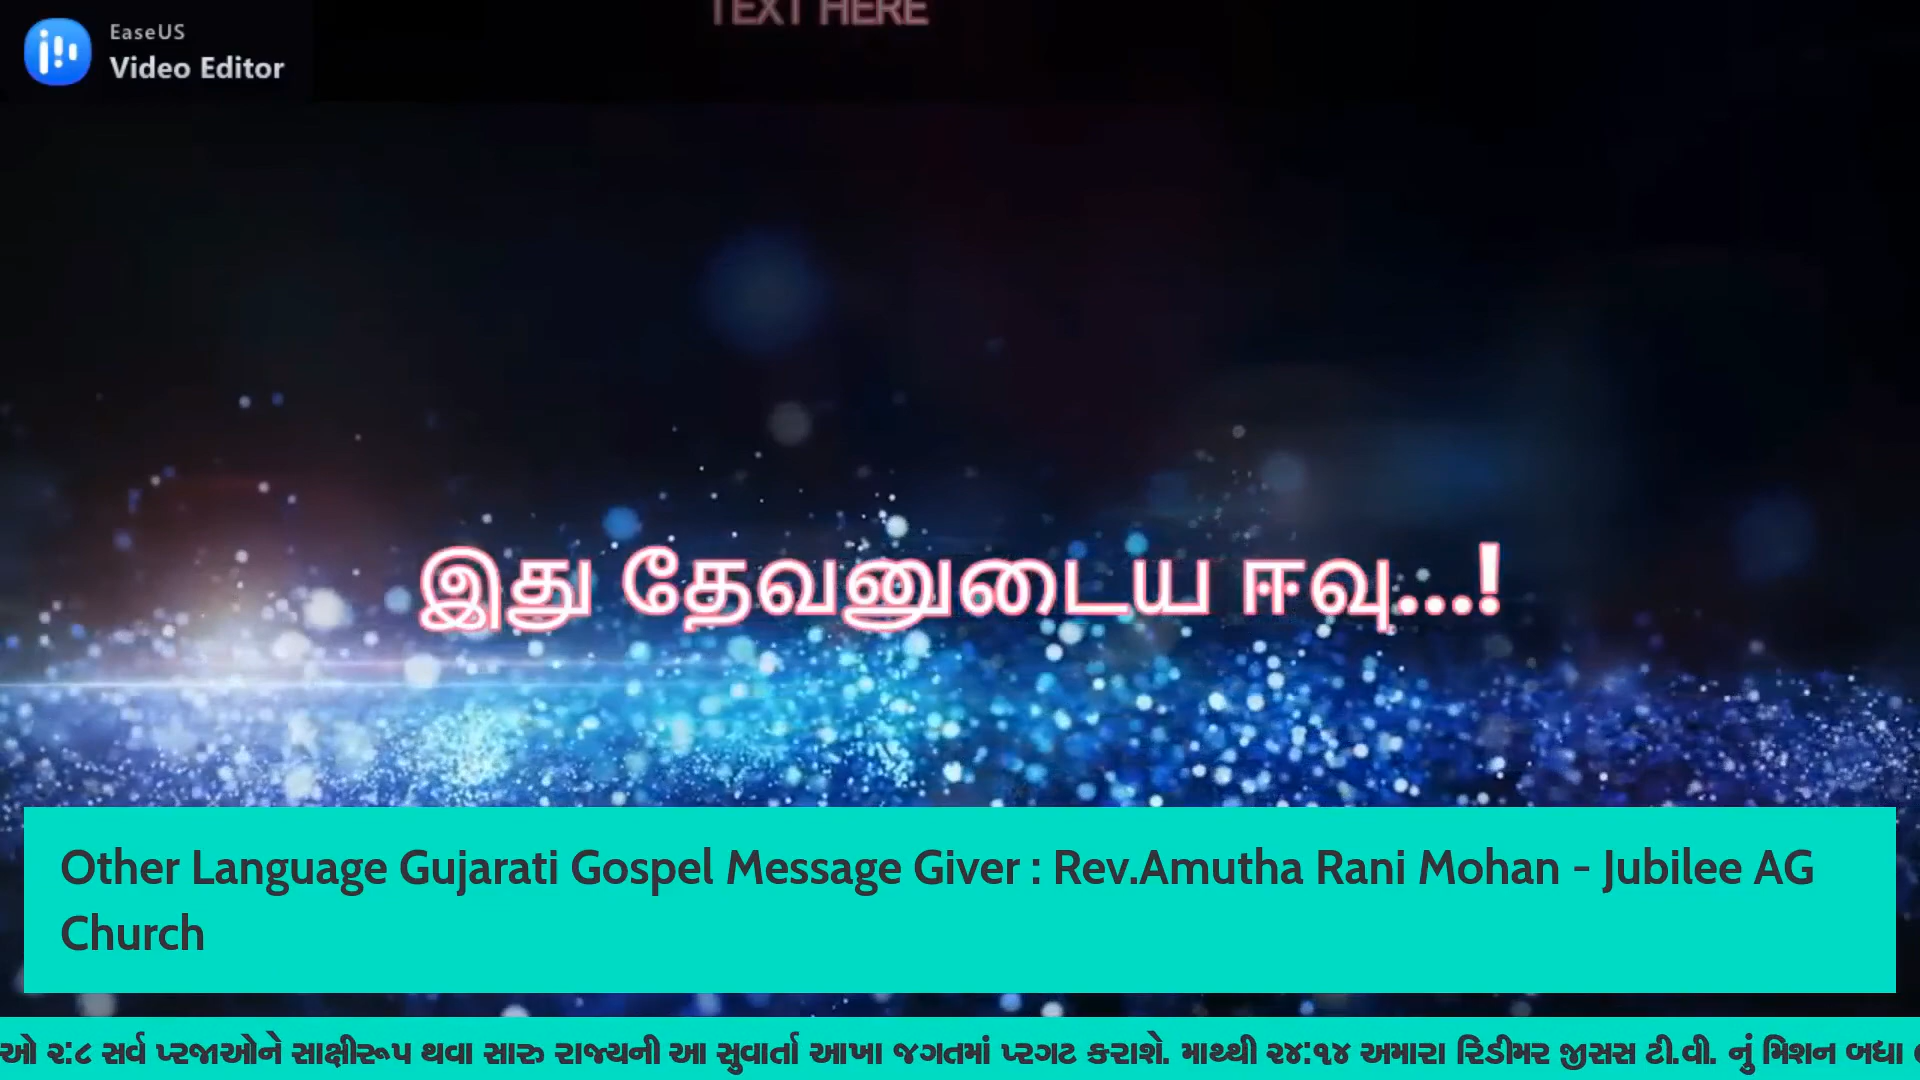 EaseUS
Video Editor
TEXT HERE
இது தேவனுடைய ஈவு...!
Other Language Gujarati Gospel Message Giver : Rev.Amutha Rani Mohan - Jubilee AG
Church
ઓ ૨:૮ સર્વ પ્રજાઓને સાક્ષીરૂપ થવા સારુ રાજ્યની આ સુવાર્તા આખા જગતમાં પ્રગટ કરાશે. માથ્થી ૨૪:૧૪ અમારા રિડીમર જીસસ ટી.વી. નું મિશન બધા